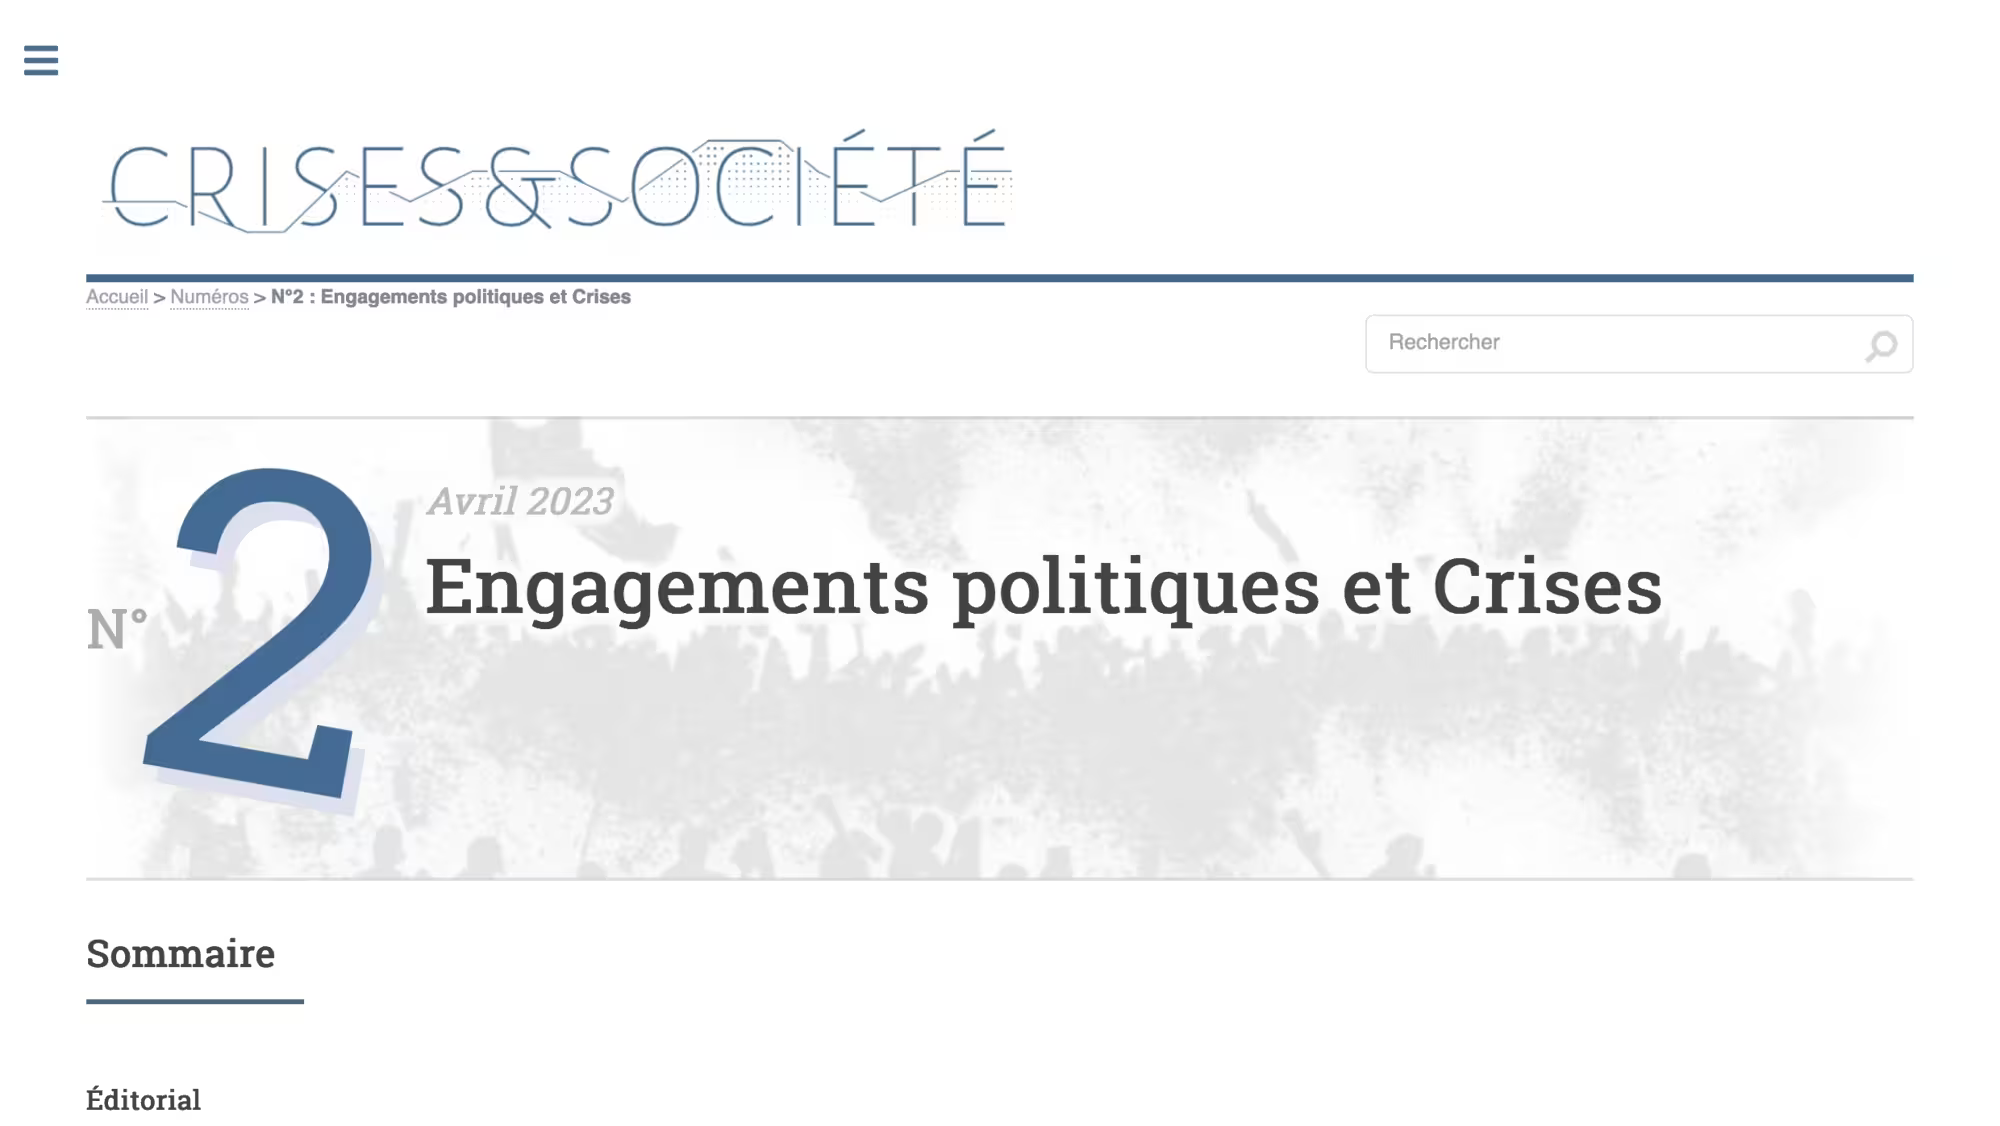 CRISES&SOCIÉTÉ
Accueil > Numéros > N°2 : Engagements politiques et Crises
Rechercher
Avril 2023
Engagements politiques et Crises
N° 2
Sommaire
Éditorial